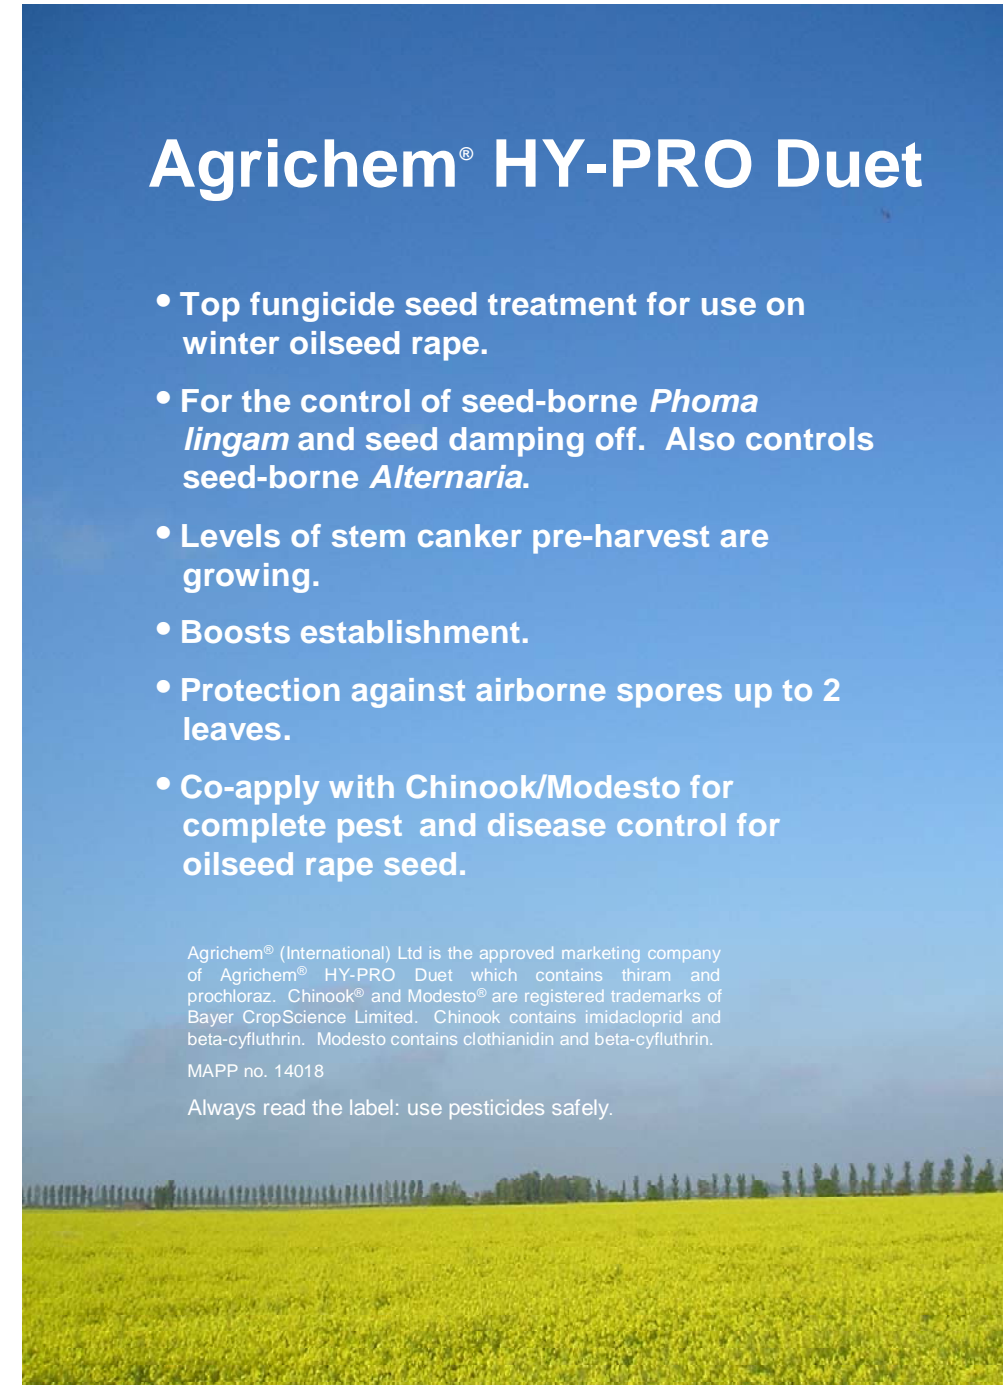 Agrichem® HY-PRO Duet
• Top fungicide seed treatment for use on
winter oilseed rape.
• For the control of seed-borne Phoma
lingam and seed damping off. Also controls
seed-borne Alternaria.
• Levels of stem canker pre-harvest are
growing.
• Boosts establishment.
• Protection against airborne spores up to 2
leaves.
• Co-apply with Chinook/Modesto for
complete pest and disease control for
oilseed rape seed.
Agrichem® (International) Ltd is the approved marketing company
of Agrichem® HY-PRO Duet which contains thiram and
prochloraz. Chinook® and Modesto® are registered trademarks of
Bayer CropScience Limited. Chinook contains imidacloprid and
beta-cyfluthrin. Modesto contains clothianidin and beta-cyfluthrin.
MAPP no. 14018
Always read the label: use pesticides safely.